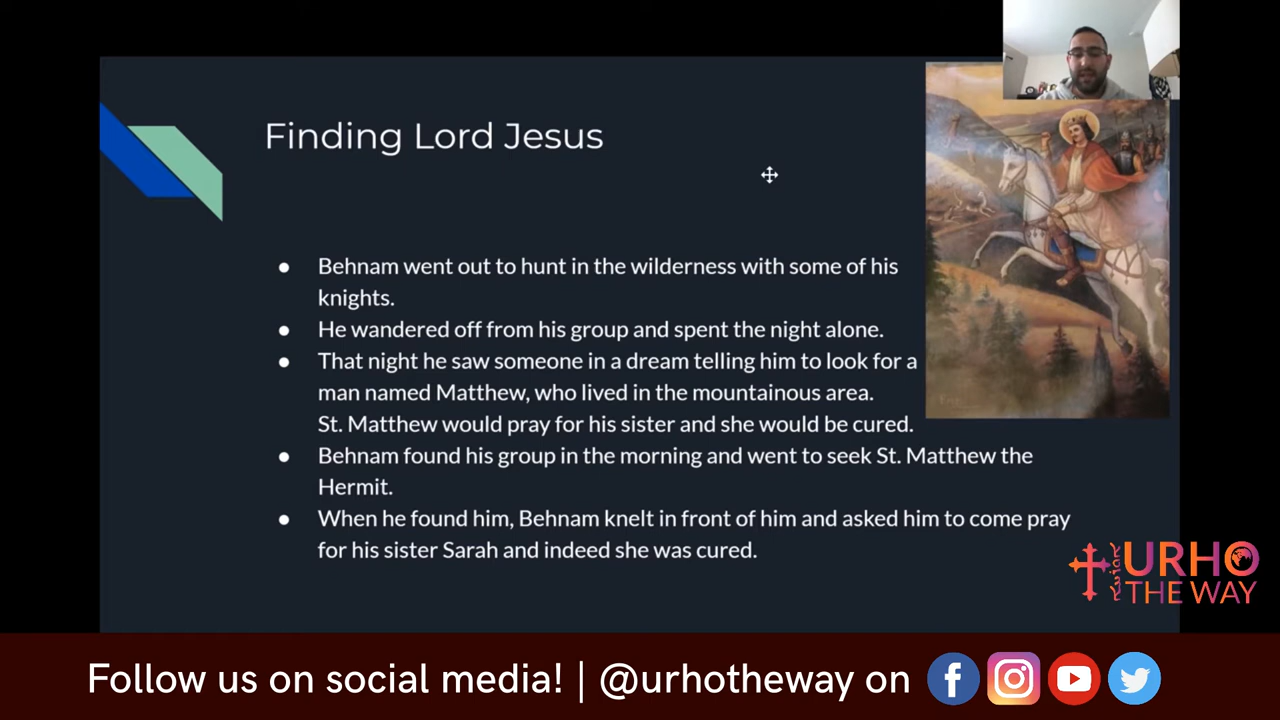 Finding Lord Jesus
● Behnam went out to hunt in the wilderness with some of his
knights.
● He wandered off from his group and spent the night alone.
● That night he saw someone in a dream telling him to look for a
man named Matthew, who lived in the mountainous area.
St. Matthew would pray for his sister and she would be cured.
● Behnam found his group in the morning and went to seek St. Matthew the
Hermit.
● When he found him, Behnam knelt in front of him and asked him to come pray
for his sister Sarah and indeed she was cured.
URHO
THE WAY
Follow us on social media! | @urhotheway on